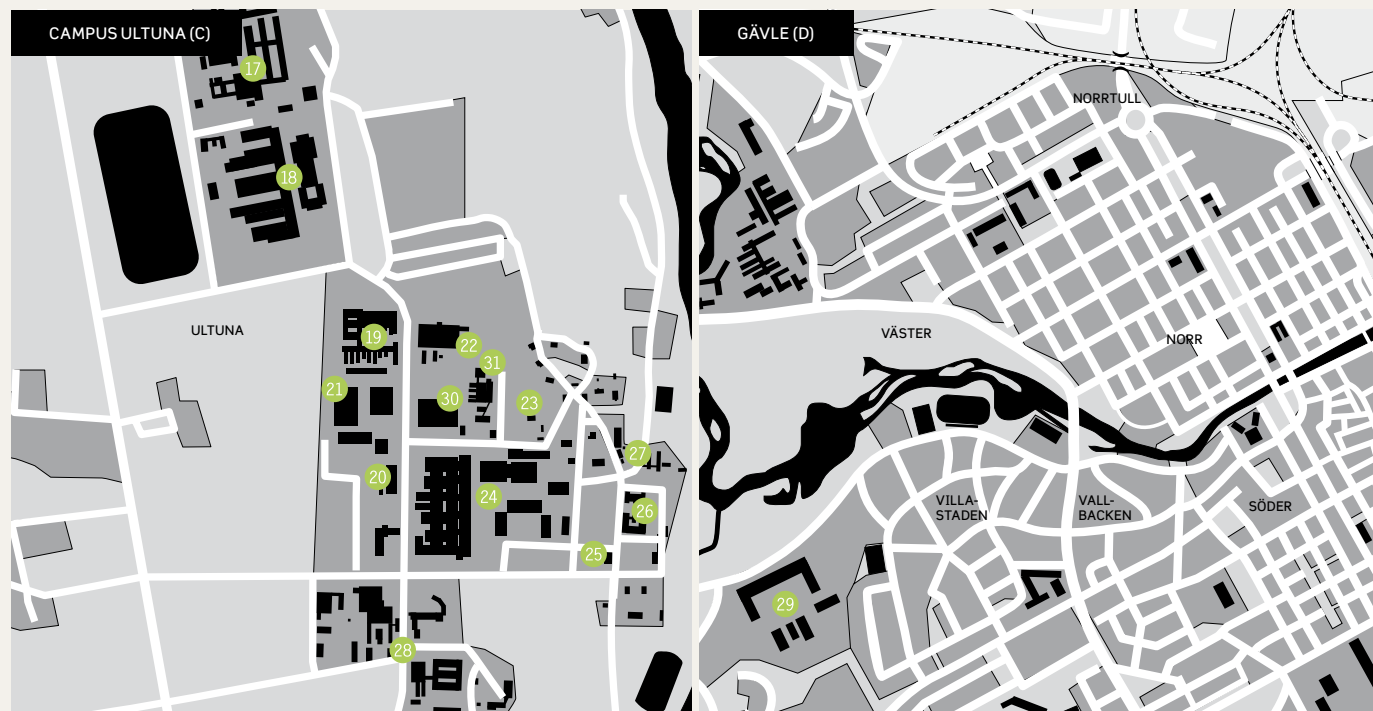 CAMPUS ULTUNA (C)
17
18
ULTUNA
19
22
31
21
30
23
27
20
24
26
25
28
GÄVLE (D)
NORRTULL
VÄSTER
NORR
VILLA-
STADEN
VALL-
BACKEN
SÖDER
29